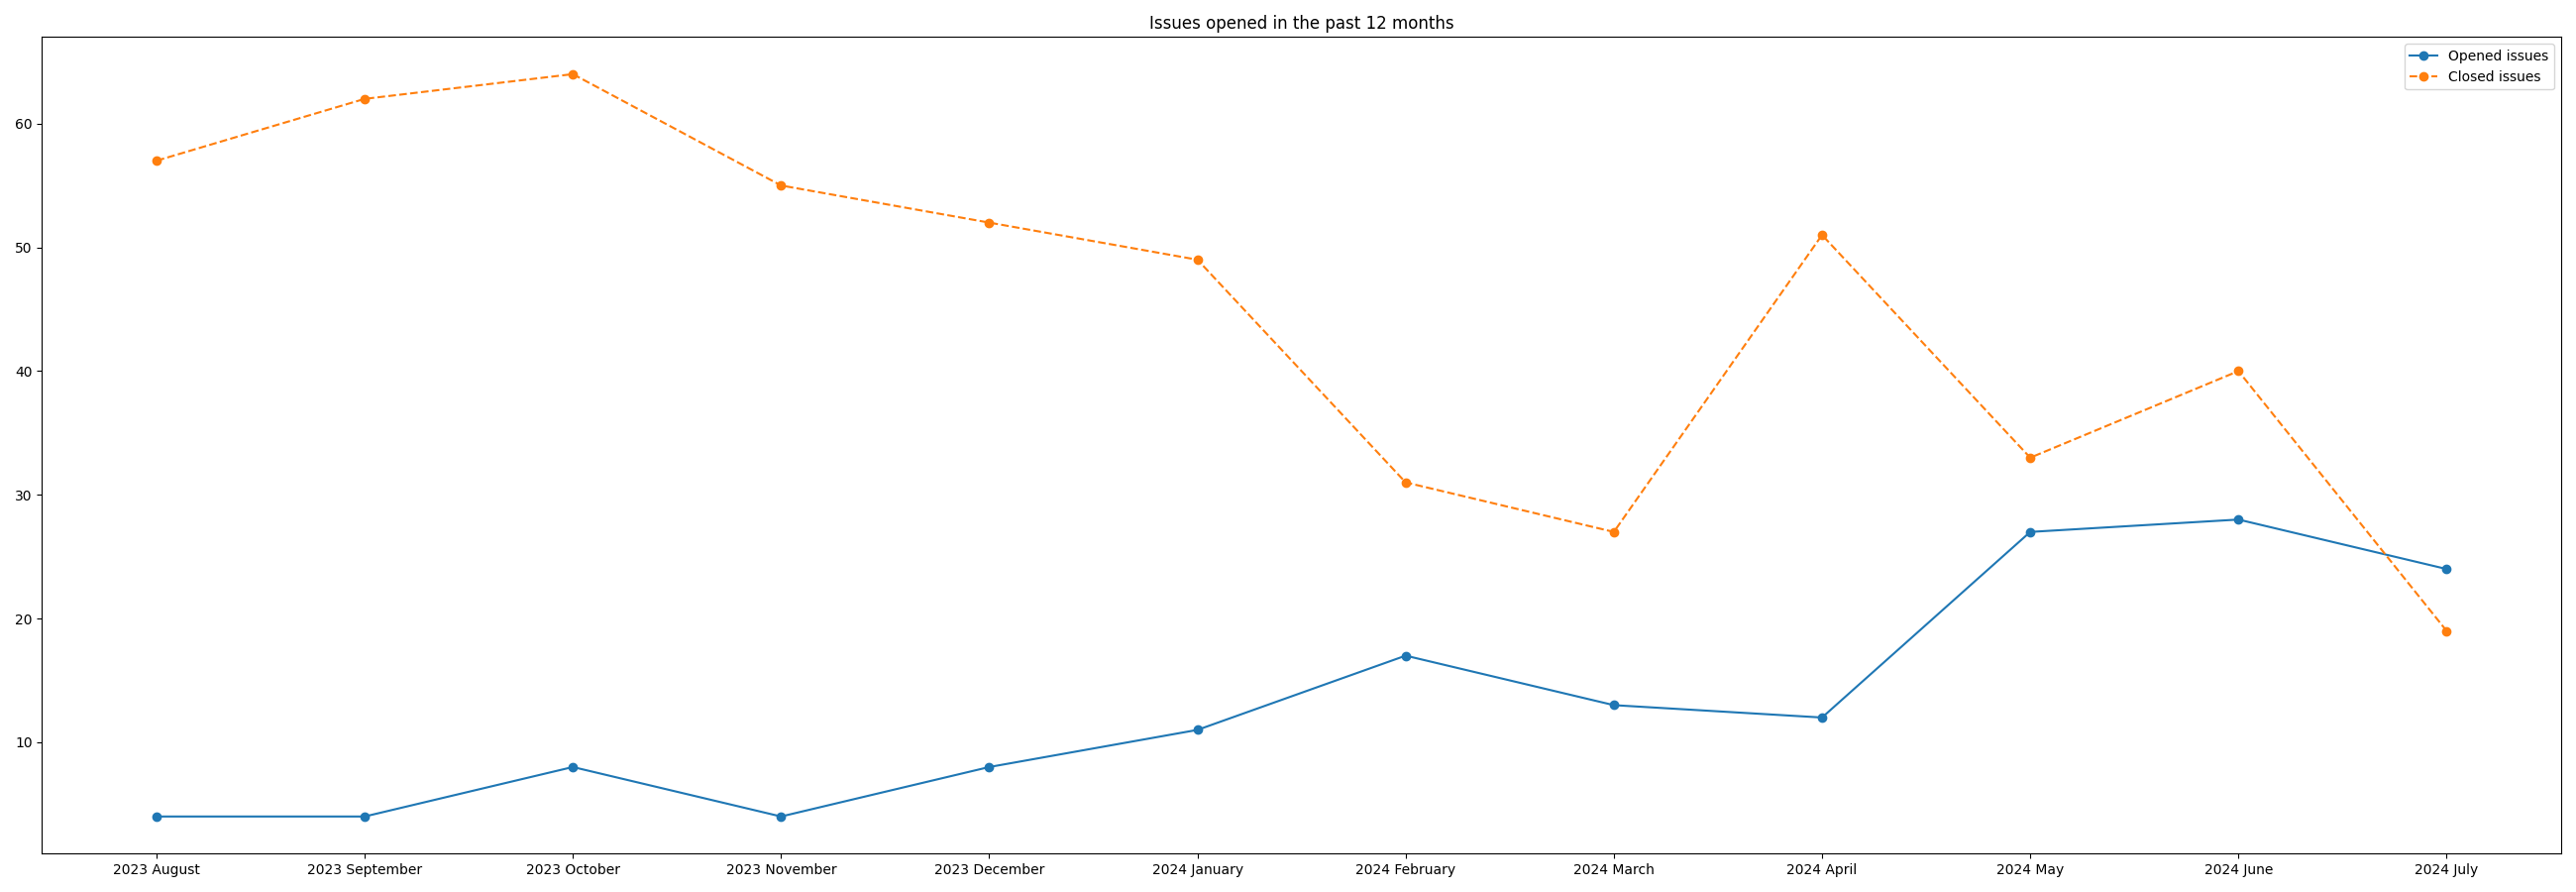 Issues opened in the past 12 months
Opened issues
Closed issues
60
50
40
30
20
10
2023 August 2023 September 2023 October 2023 November 2023 December 2024 January 2024 February 2024 March 2024 April 2024 May 2024 June 2024 July